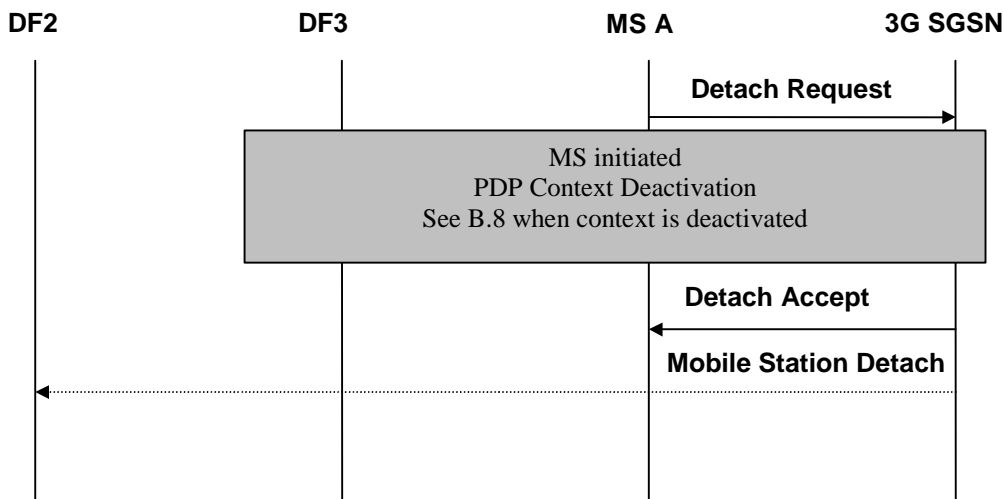 DF2 DF3 MS A 3G SGSN
Detach Request
MS initiated
PDP Context Deactivation
See B.8 when context is deactivated
Detach Accept
Mobile Station Detach